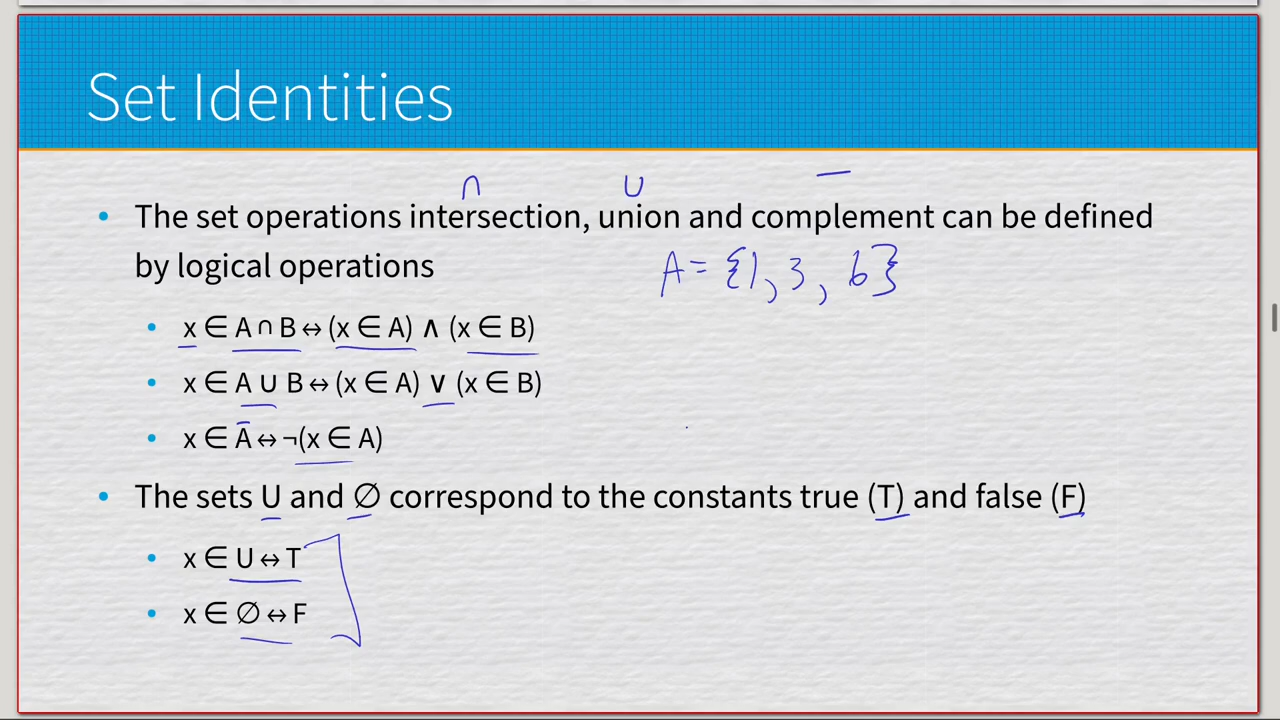 Set Identities
∩ ∪ —
• The set operations intersection, union and complement can be defined
by logical operations
A = {1, 3, 6}
• x ∈ A ∩ B ↔ (x ∈ A) ∧ (x ∈ B)
• x ∈ A ∪ B ↔ (x ∈ A) ∨ (x ∈ B)
• x ∈ A̅ ↔ ¬(x ∈ A)
• The sets U and ∅ correspond to the constants true (T) and false (F)
• x ∈ U ↔ T
• x ∈ ∅ ↔ F